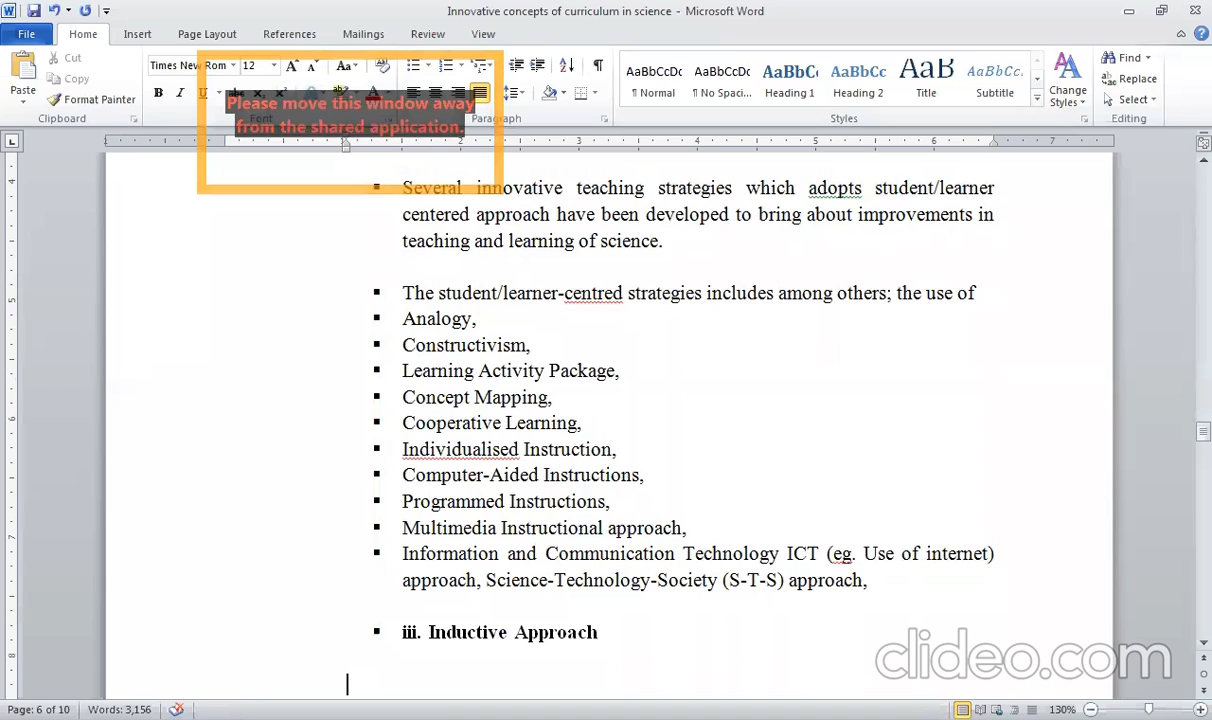 Innovative concepts of curriculum in science - Microsoft Word
File Home Insert Page Layout References Mailings Review View
Cut
Copy
Format Painter
Paste
Clipboard
Times New Rom 12
Font
Please move this window away
from the shared application.
Paragraph
AaBbCcDc AaBbCcDc AaBbCc AaBbCc AaB AaBbCcL
¶ Normal ¶ No Spaci... Heading 1 Heading 2 Title Subtitle
Change
Styles
Styles
Find
Replace
Select
Editing
Several innovative teaching strategies which adopts student/learner
centered approach have been developed to bring about improvements in
teaching and learning of science.
The student/learner-centred strategies includes among others; the use of
Analogy,
Constructivism,
Learning Activity Package,
Concept Mapping,
Cooperative Learning,
Individualised Instruction,
Computer-Aided Instructions,
Programmed Instructions,
Multimedia Instructional approach,
Information and Communication Technology ICT (eg. Use of internet)
approach, Science-Technology-Society (S-T-S) approach,
iii. Inductive Approach
clideo.com
Page: 6 of 10 Words: 3,156 130%